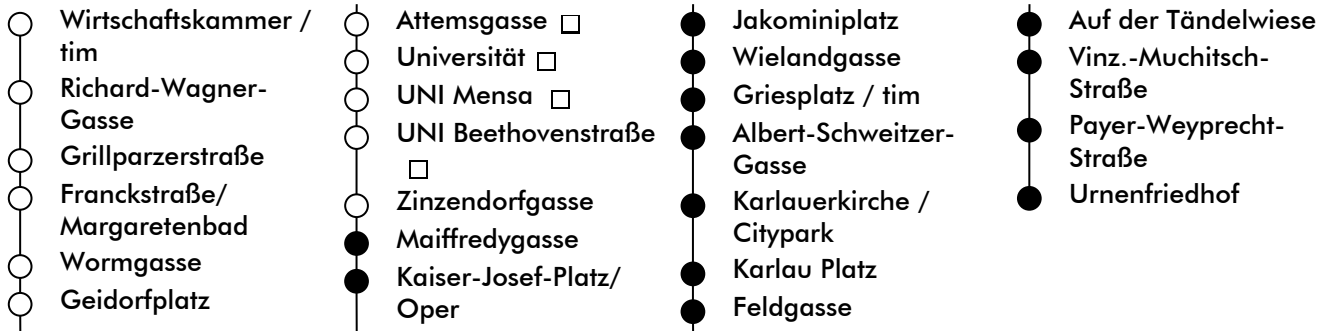 Wirtschaftskammer /
tim
Richard-Wagner-
Gasse
Grillparzerstraße
Franckstraße/
Margaretenbad
Wormgasse
Geidorfplatz
Attemsgasse
Universität
UNI Mensa
UNI Beethovenstraße
Zinzendorfgasse
Maiffredygasse
Kaiser-Josef-Platz/
Oper
Jakominiplatz
Wielandgasse
Griesplatz / tim
Albert-Schweitzer-
Gasse
Karlauerkirche /
Citypark
Karlau Platz
Feldgasse
Auf der Tändelwiese
Vinz.-Muchitsch-
Straße
Payer-Weyprecht-
Straße
Urnenfriedhof